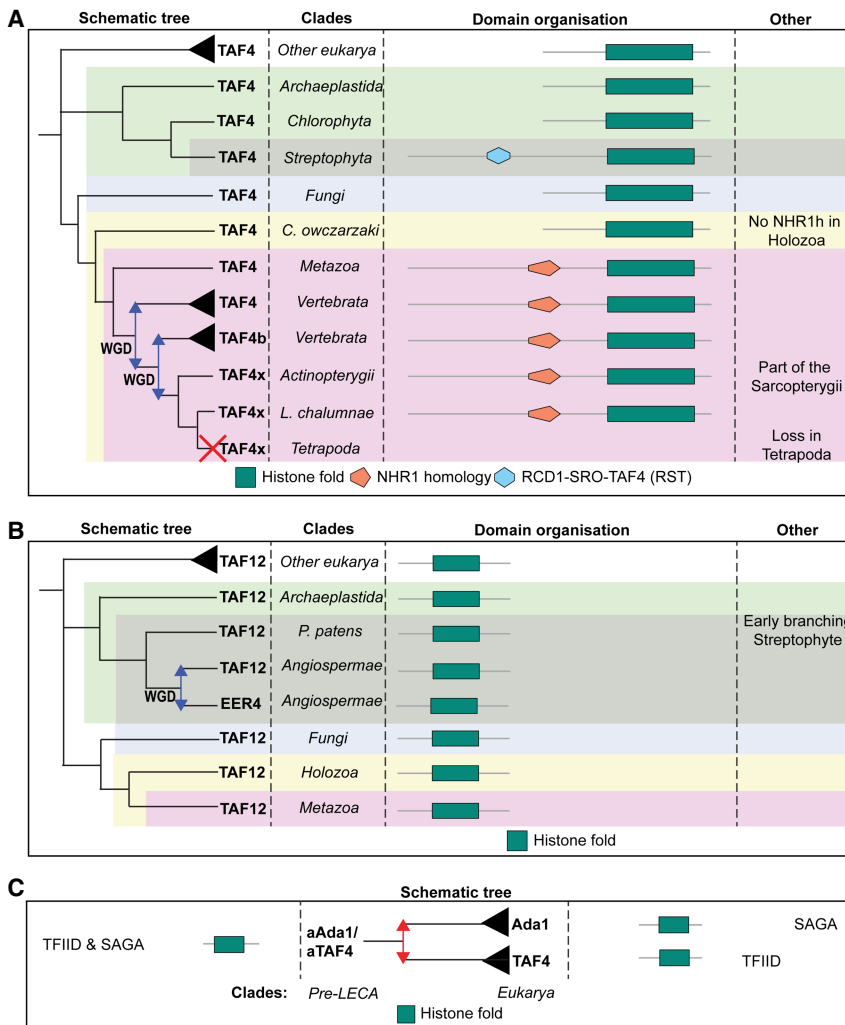 A
Schematic tree Clades Domain organisation Other
TAF4 Other eukarya
TAF4 Archaeplastida
TAF4 Chlorophyta
TAF4 Streptophyta
TAF4 Fungi
TAF4 C. owczarzaki No NHR1h in
Holozoa
TAF4 Metazoa
TAF4 Vertebrata
WGD TAF4b Vertebrata
WGD TAF4x Actinopterygii Part of the
Sarcopterygii
TAF4x L. chalumnae
TAF4x Tetrapoda Loss in
Tetrapoda
Histone fold NHR1 homology RCD1-SRO-TAF4 (RST)
B
Schematic tree Clades Domain organisation Other
TAF12 Other eukarya
TAF12 Archaeplastida
TAF12 P. patens Early branching
Streptophyte
TAF12 Angiospermae
WGD EER4 Angiospermae
TAF12 Fungi
TAF12 Holozoa
TAF12 Metazoa
Histone fold
C
Schematic tree
TFIID & SAGA aAda1/ Ada1 SAGA
aTAF4 TAF4 TFIID
Clades: Pre-LECA Eukarya
Histone fold